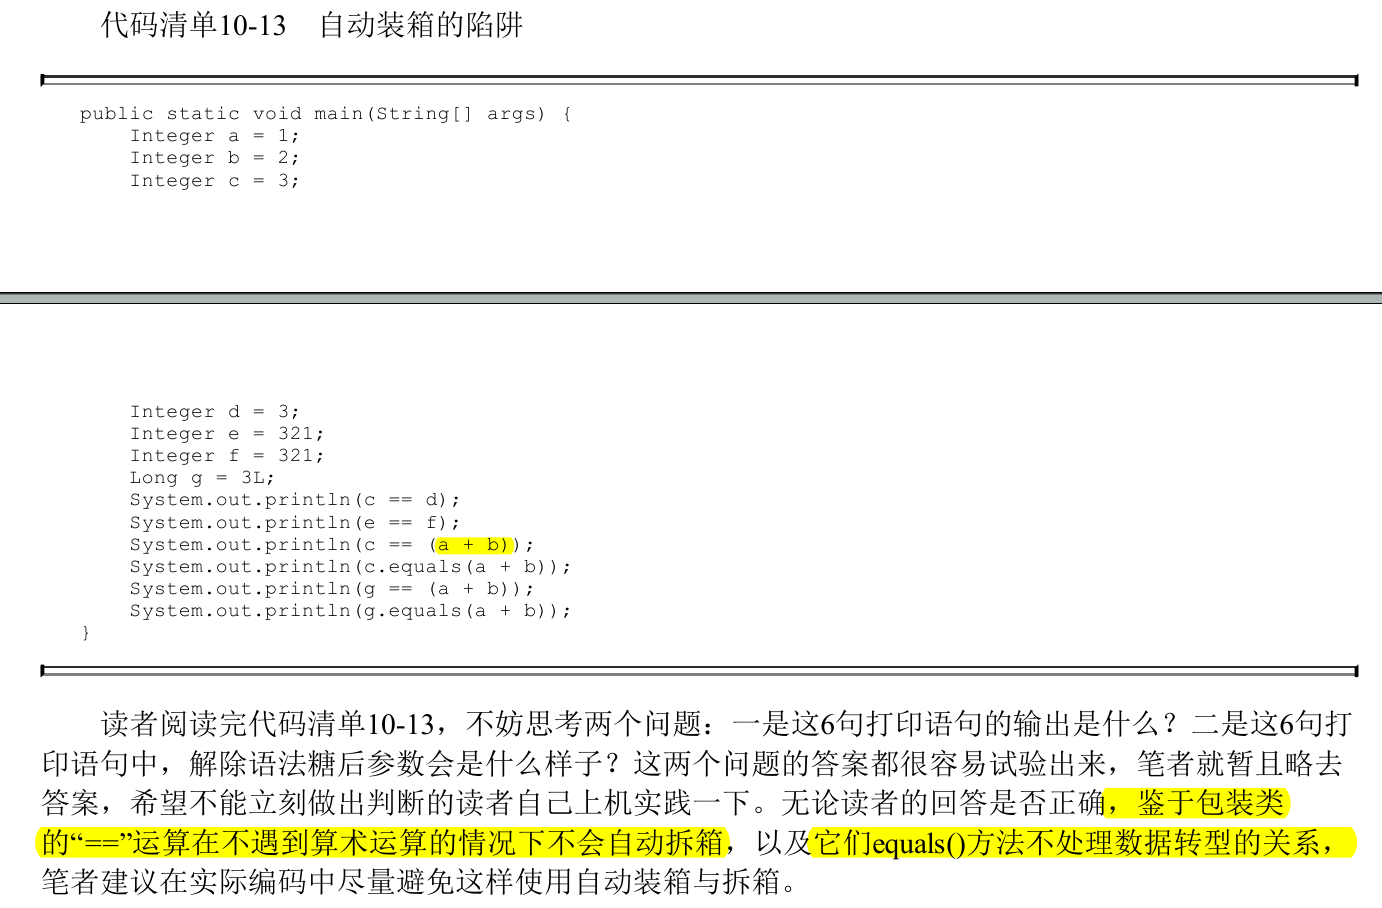 代码清单10-13 自动装箱的陷阱
public static void main(String[] args) {
    Integer a = 1;
    Integer b = 2;
    Integer c = 3;
    Integer d = 3;
    Integer e = 321;
    Integer f = 321;
    Long g = 3L;
    System.out.println(c == d);
    System.out.println(e == f);
    System.out.println(c == (a + b));
    System.out.println(c.equals(a + b));
    System.out.println(g == (a + b));
    System.out.println(g.equals(a + b));
}
读者阅读完代码清单10-13，不妨思考两个问题：一是这6句打印语句的输出是什么？二是这6句打
印语句中，解除语法糖后参数会是什么样子？这两个问题的答案都很容易试验出来，笔者就暂且略去
答案，希望不能立刻做出判断的读者自己上机实践一下。无论读者的回答是否正确，鉴于包装类
的“==”运算在不遇到算术运算的情况下不会自动拆箱，以及它们equals()方法不处理数据转型的关系，
笔者建议在实际编码中尽量避免这样使用自动装箱与拆箱。